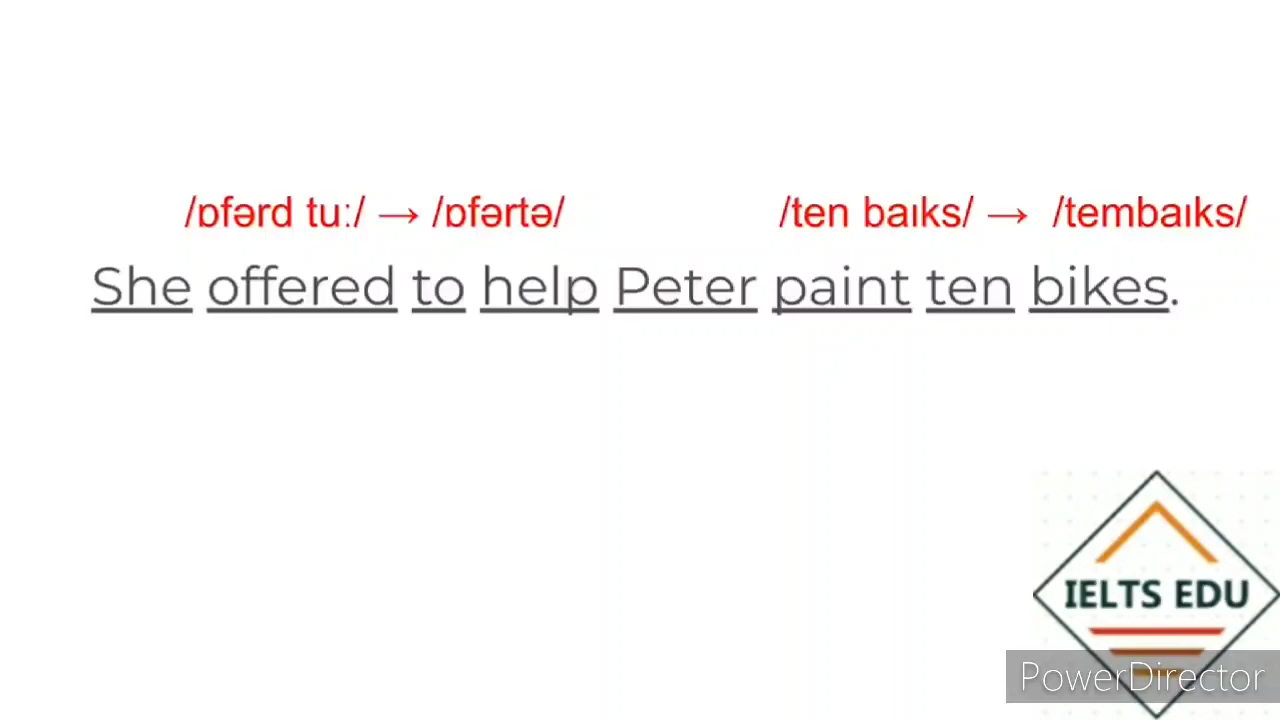 /ɒfərd tuː/ → /ɒfərtə/ /ten baɪks/ → /tembaɪks/
She offered to help Peter paint ten bikes.
IELTS EDU
PowerDirector